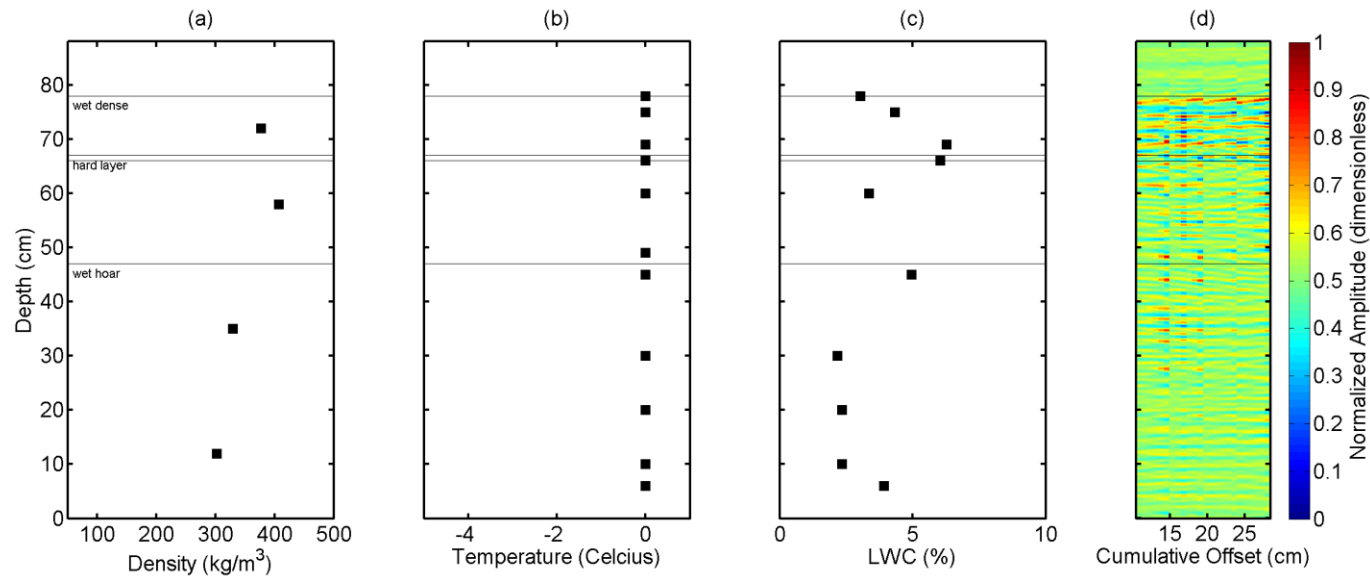 (a)
(b)
(c)
(d)
80
70
60
50
40
30
20
10
0
Depth (cm)
wet dense
hard layer
wet hoar
100 200 300 400 500
Density (kg/m³)
-4 -2 0
Temperature (Celcius)
0 5 10
LWC (%)
15 20 25
Cumulative Offset (cm)
1
0.9
0.8
0.7
0.6
0.5
0.4
0.3
0.2
0.1
0
Normalized Amplitude (dimensionless)